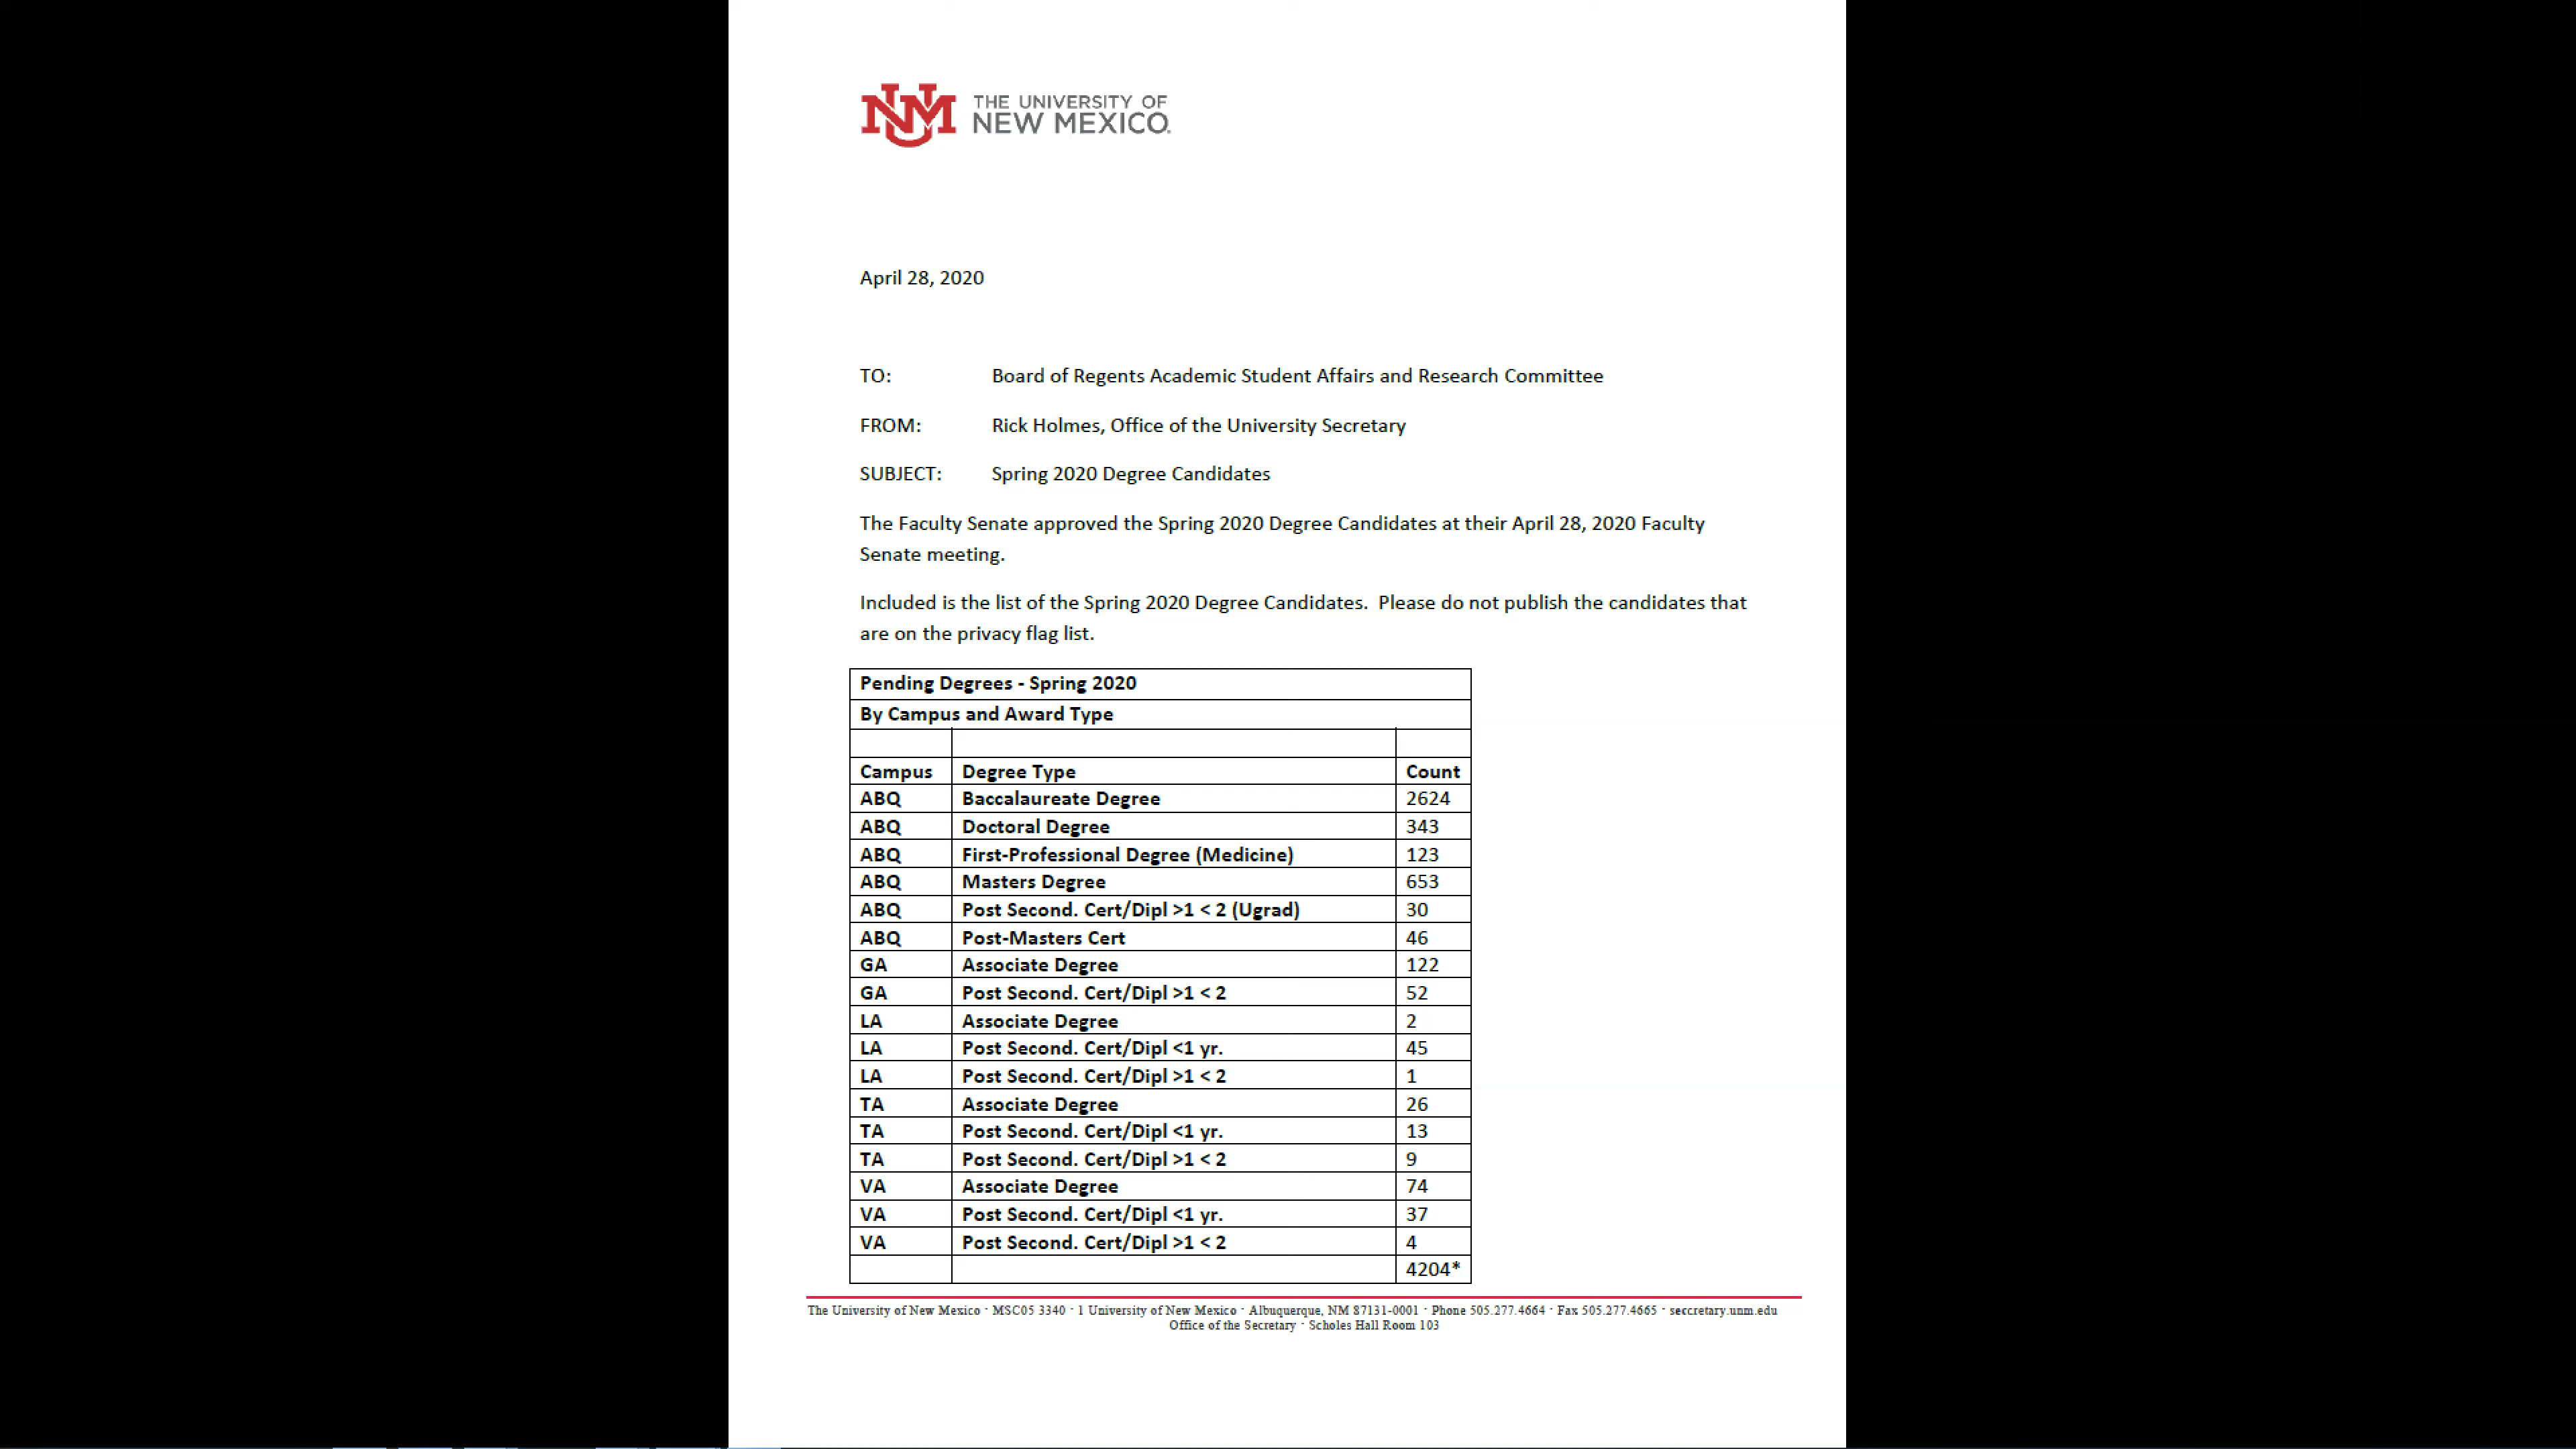 UNM THE UNIVERSITY OF
NEW MEXICO.
April 28, 2020
TO: Board of Regents Academic Student Affairs and Research Committee
FROM: Rick Holmes, Office of the University Secretary
SUBJECT: Spring 2020 Degree Candidates
The Faculty Senate approved the Spring 2020 Degree Candidates at their April 28, 2020 Faculty
Senate meeting.
Included is the list of the Spring 2020 Degree Candidates. Please do not publish the candidates that
are on the privacy flag list.
Pending Degrees - Spring 2020
By Campus and Award Type
Campus Degree Type Count
ABQ Baccalaureate Degree 2624
ABQ Doctoral Degree 343
ABQ First-Professional Degree (Medicine) 123
ABQ Masters Degree 653
ABQ Post Second. Cert/Dipl >1 < 2 (Ugrad) 30
ABQ Post-Masters Cert 46
GA Associate Degree 122
GA Post Second. Cert/Dipl >1 < 2 52
LA Associate Degree 2
LA Post Second. Cert/Dipl <1 yr. 45
LA Post Second. Cert/Dipl >1 < 2 1
TA Associate Degree 26
TA Post Second. Cert/Dipl <1 yr. 13
TA Post Second. Cert/Dipl >1 < 2 9
VA Associate Degree 74
VA Post Second. Cert/Dipl <1 yr. 37
VA Post Second. Cert/Dipl >1 < 2 4
4204*
The University of New Mexico · MSC05 3340 · 1 University of New Mexico · Albuquerque, NM 87131-0001 · Phone 505.277.4664 · Fax 505.277.4665 · seccretary.unm.edu
Office of the Secretary · Scholes Hall Room 103